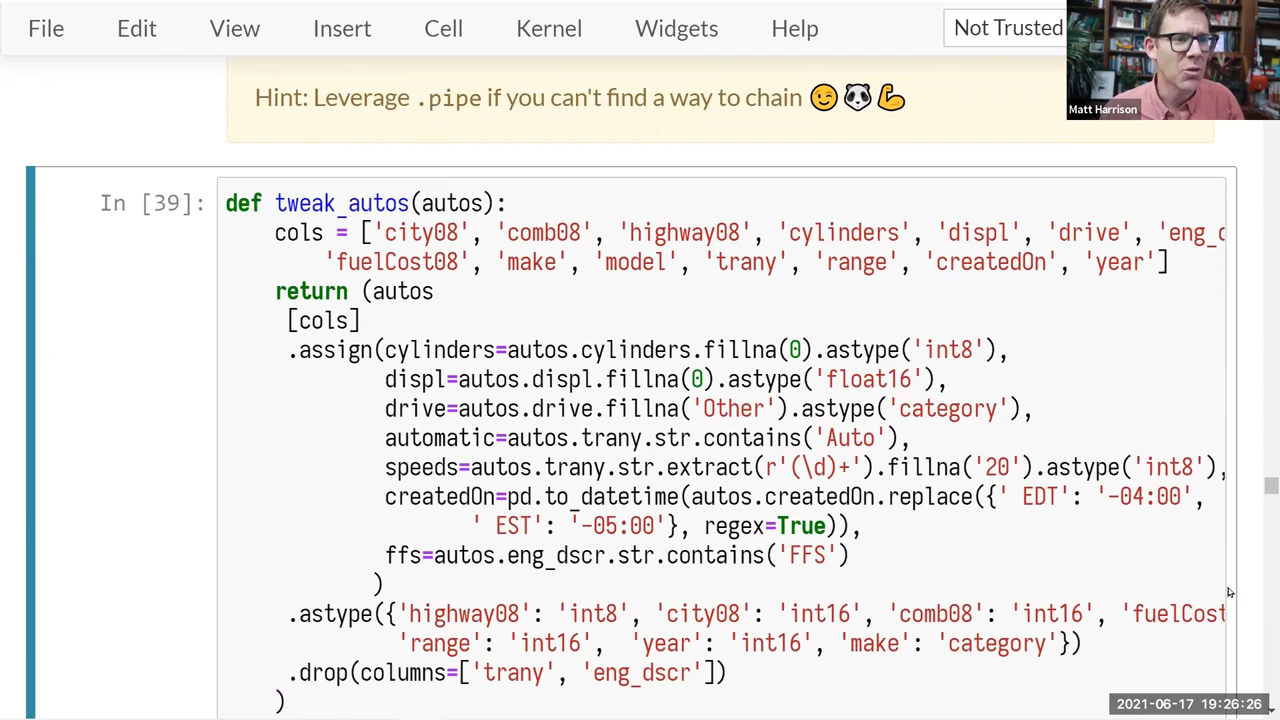 File Edit View Insert Cell Kernel Widgets Help Not Trusted
Matt Harrison
Hint: Leverage .pipe if you can't find a way to chain 😉🐼💪
In [39]:
def tweak_autos(autos):
cols = ['city08', 'comb08', 'highway08', 'cylinders', 'displ', 'drive', 'eng_d
'fuelCost08', 'make', 'model', 'trany', 'range', 'createdOn', 'year']
return (autos
[cols]
.assign(cylinders=autos.cylinders.fillna(0).astype('int8'),
displ=autos.displ.fillna(0).astype('float16'),
drive=autos.drive.fillna('Other').astype('category'),
automatic=autos.trany.str.contains('Auto'),
speeds=autos.trany.str.extract(r'(\d)+').fillna('20').astype('int8'),
createdOn=pd.to_datetime(autos.createdOn.replace({' EDT': '-04:00',
' EST': '-05:00'}, regex=True)),
ffs=autos.eng_dscr.str.contains('FFS')
)
.astype({'highway08': 'int8', 'city08': 'int16', 'comb08': 'int16', 'fuelCost
'range': 'int16', 'year': 'int16', 'make': 'category'})
.drop(columns=['trany', 'eng_dscr'])
)
2021-06-17 19:26:26